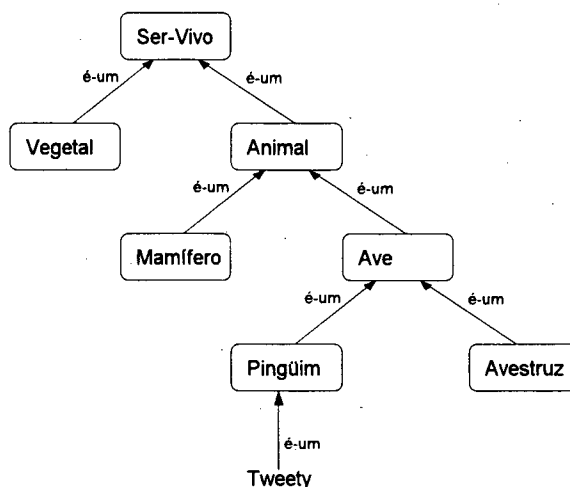 Ser-Vivo
é-um
é-um
Vegetal
Animal
é-um
é-um
Mamífero
Ave
é-um
é-um
Pingüim
Avestruz
é-um
Tweety